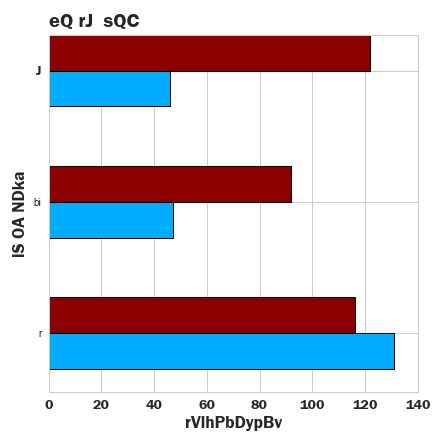 eQ rJ  sQC
J
bi
r
IS OA NDka
0 20 40 60 80 100 120 140
rVlhPbDypBv